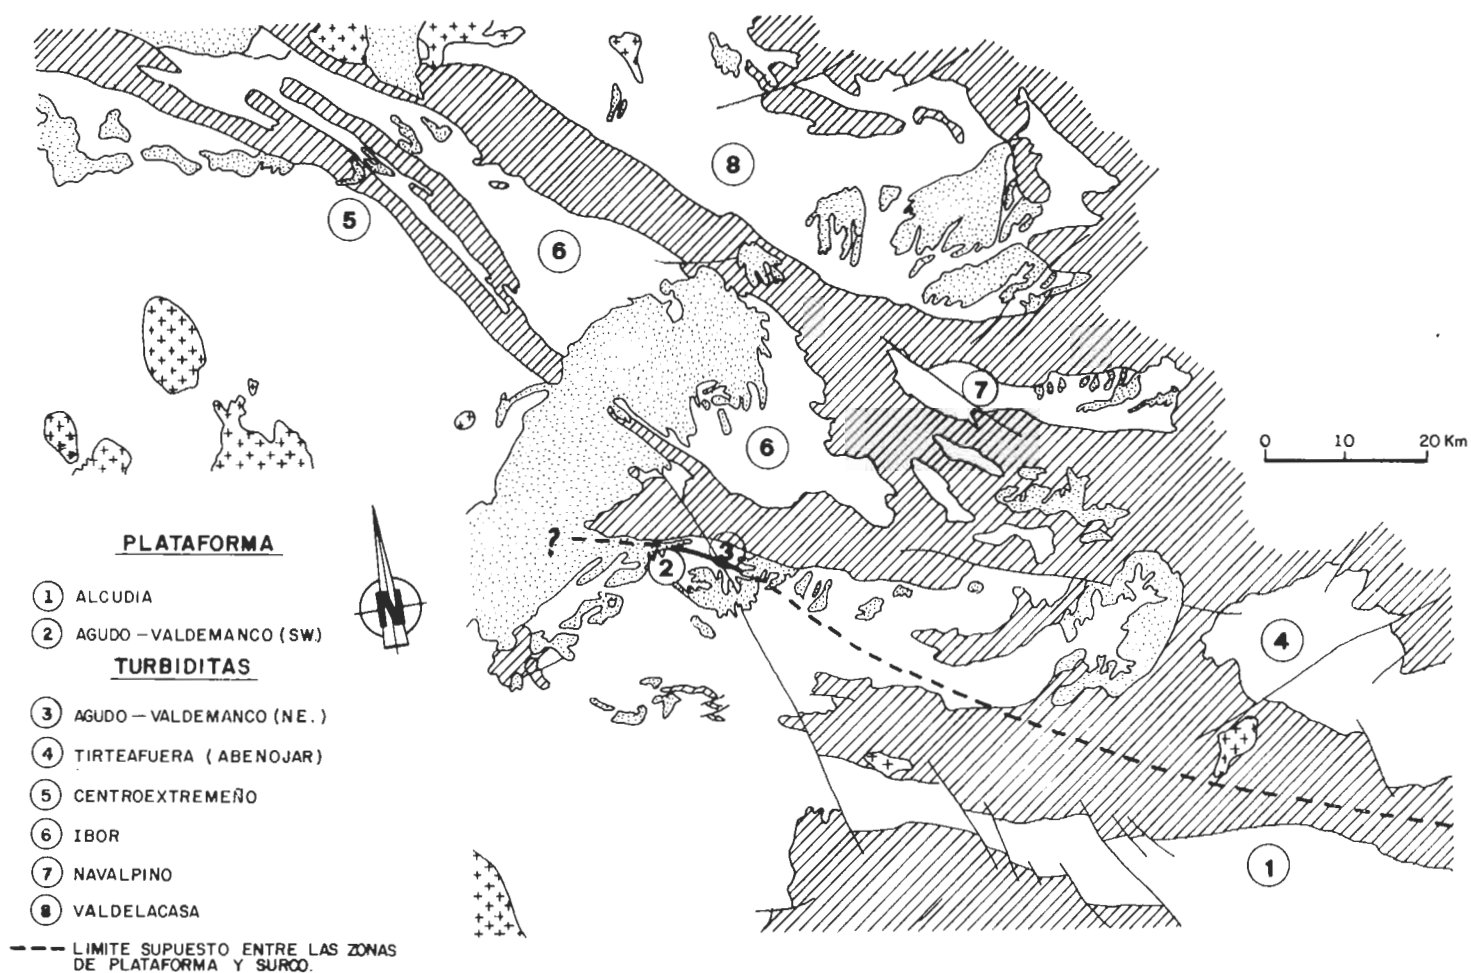 8
5
6
7
0 10 20 Km
6
PLATAFORMA
? 3
2
1 ALCUDIA
N
2 AGUDO-VALDEMANCO (SW.)
4
TURBIDITAS
3 AGUDO-VALDEMANCO (NE.)
4 TIRTEAFUERA (ABENOJAR)
5 CENTROEXTREMEÑO
6 IBOR
1
7 NAVALPINO
8 VALDELACASA
LIMITE SUPUESTO ENTRE LAS ZONAS
DE PLATAFORMA Y SURCO.